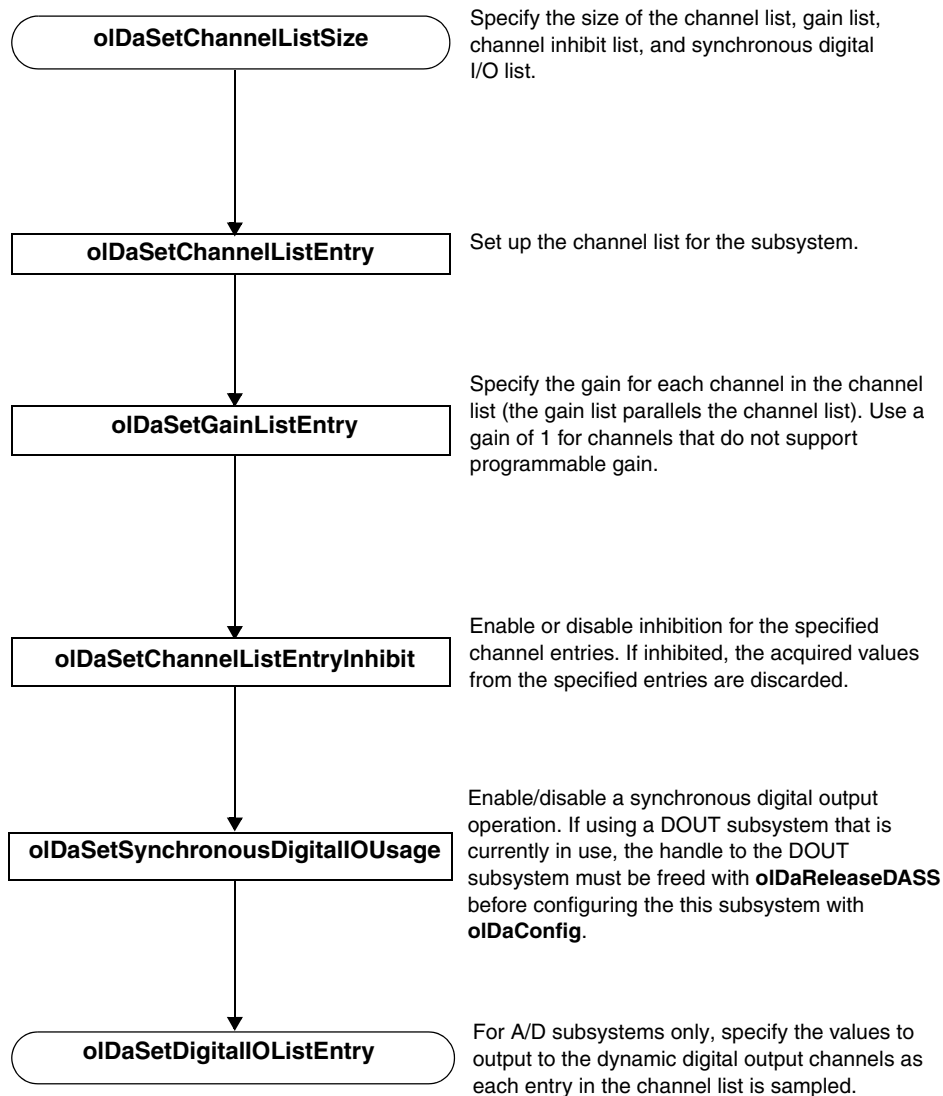 olDaSetChannelListSize
Specify the size of the channel list, gain list,
channel inhibit list, and synchronous digital
I/O list.
olDaSetChannelListEntry
Set up the channel list for the subsystem.
olDaSetGainListEntry
Specify the gain for each channel in the channel
list (the gain list parallels the channel list). Use a
gain of 1 for channels that do not support
programmable gain.
olDaSetChannelListEntryInhibit
Enable or disable inhibition for the specified
channel entries. If inhibited, the acquired values
from the specified entries are discarded.
olDaSetSynchronousDigitalIOUsage
Enable/disable a synchronous digital output
operation. If using a DOUT subsystem that is
currently in use, the handle to the DOUT
subsystem must be freed with olDaReleaseDASS
before configuring the this subsystem with
olDaConfig.
olDaSetDigitalIOListEntry
For A/D subsystems only, specify the values to
output to the dynamic digital output channels as
each entry in the channel list is sampled.